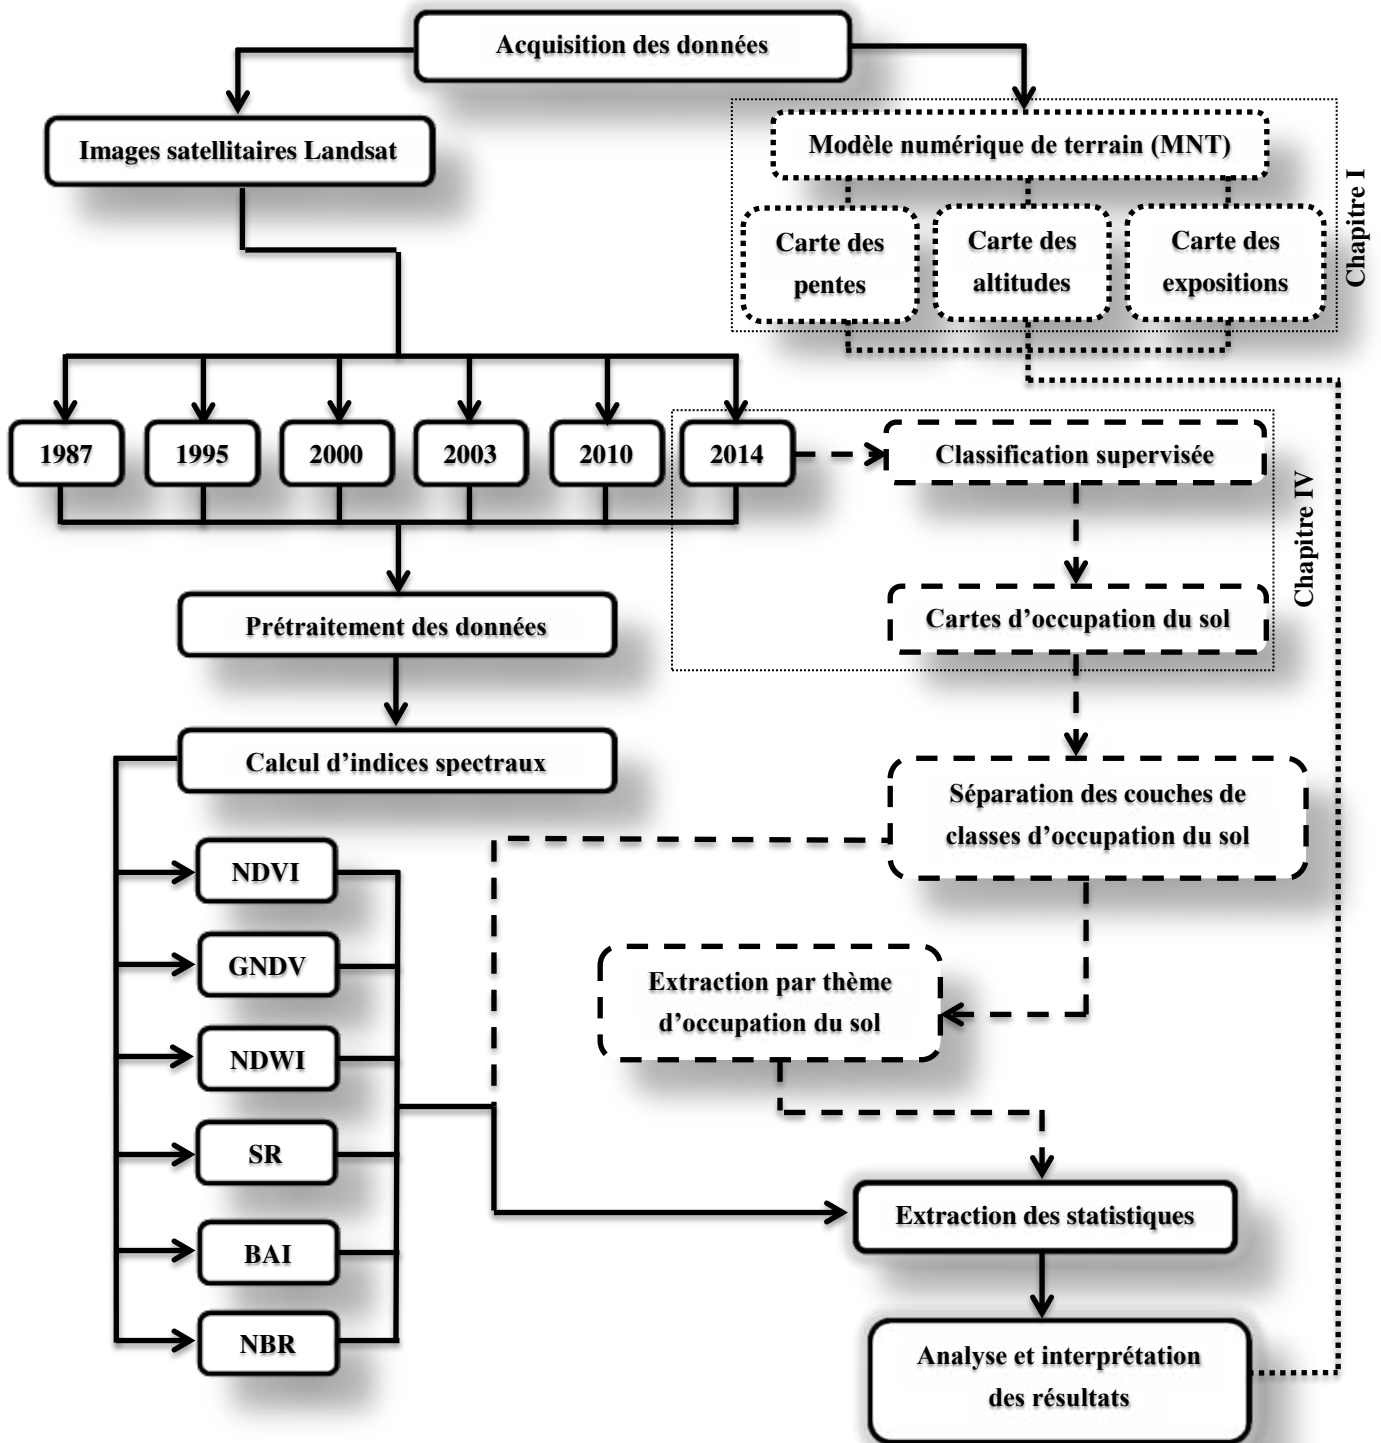 Acquisition des données
Images satellitaires Landsat
Modèle numérique de terrain (MNT)
Carte des
pentes
Carte des
altitudes
Carte des
expositions
Chapitre I
1987
1995
2000
2003
2010
2014
Classification supervisée
Cartes d’occupation du sol
Chapitre IV
Prétraitement des données
Calcul d’indices spectraux
Séparation des couches de
classes d’occupation du sol
NDVI
GNDV
NDWI
SR
BAI
NBR
Extraction par thème
d’occupation du sol
Extraction des statistiques
Analyse et interprétation
des résultats